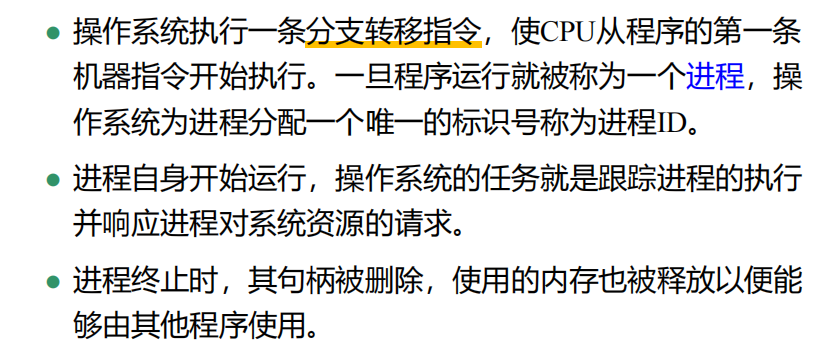 操作系统执行一条分支转移指令，使CPU从程序的第一条
机器指令开始执行。一旦程序运行就被称为一个进程，操
作系统为进程分配一个唯一的标识号称为进程ID。
进程自身开始运行，操作系统的任务就是跟踪进程的执行
并响应进程对系统资源的请求。
进程终止时，其句柄被删除，使用的内存也被释放以便能
够由其他程序使用。